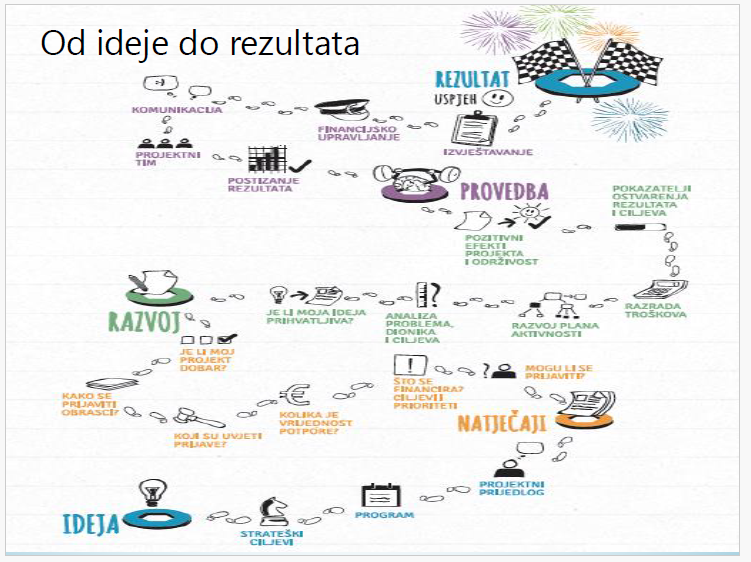 Od ideje do rezultata
REZULTAT
USPJEH
KOMUNIKACIJA
FINANCIJSKO
UPRAVLJANJE
IZVJEŠTAVANJE
PROJEKTNI
TIM
POSTIZANJE
REZULTATA
PROVEDBA
POKAZATELJI
OSTVARENJA
REZULTATA
I CILJEVA
POZITIVNI
EFEKTI
PROJEKTA
I ODRŽIVOST
RAZVOJ
JE LI MOJA IDEJA
PRIHVATLJIVA?
ANALIZA
PROBLEMA,
DIONIKA
I CILJEVA
RAZVOJ PLANA
AKTIVNOSTI
RAZRADA
TROŠKOVA
JE LI MOJ
PROJEKT
DOBAR?
KAKO SE
PRIJAVITI
OBRASCI?
KOJI SU UVJETI
PRIJAVE?
KOLIKA JE
VRIJEDNOST
POTPORE?
ŠTO SE
FINANCIRA?
CILJEVI I
PRIORITETI
MOGU LI SE
PRIJAVITI?
NATJEČAJI
PROJEKTNI
PRIJEDLOG
IDEJA
STRATEŠKI
CILJEVI
PROGRAM